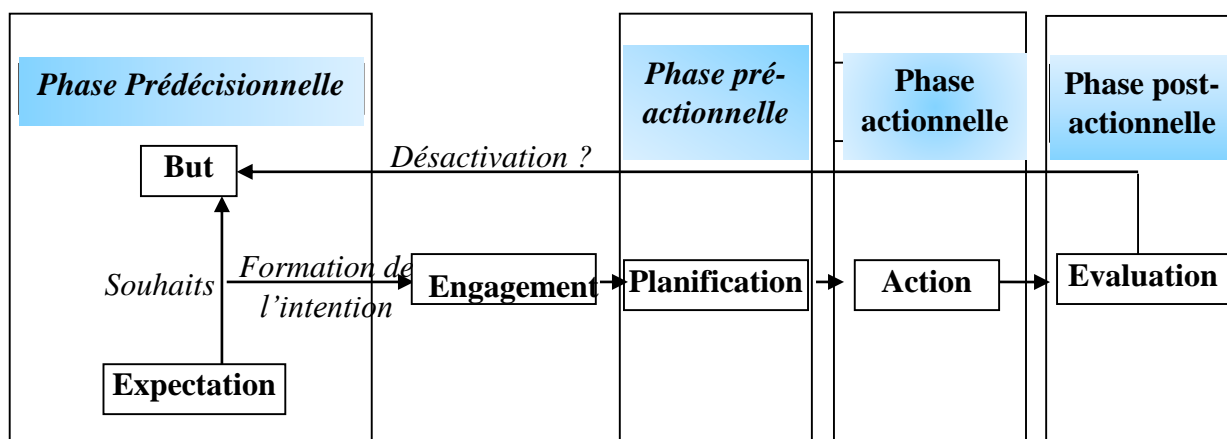 Phase Prédécisionnelle
Phase pré-
actionnelle
Phase
actionnelle
Phase post-
actionnelle
Désactivation ?
But
Souhaits
Formation de
l’intention
Engagement
Planification
Action
Evaluation
Expectation